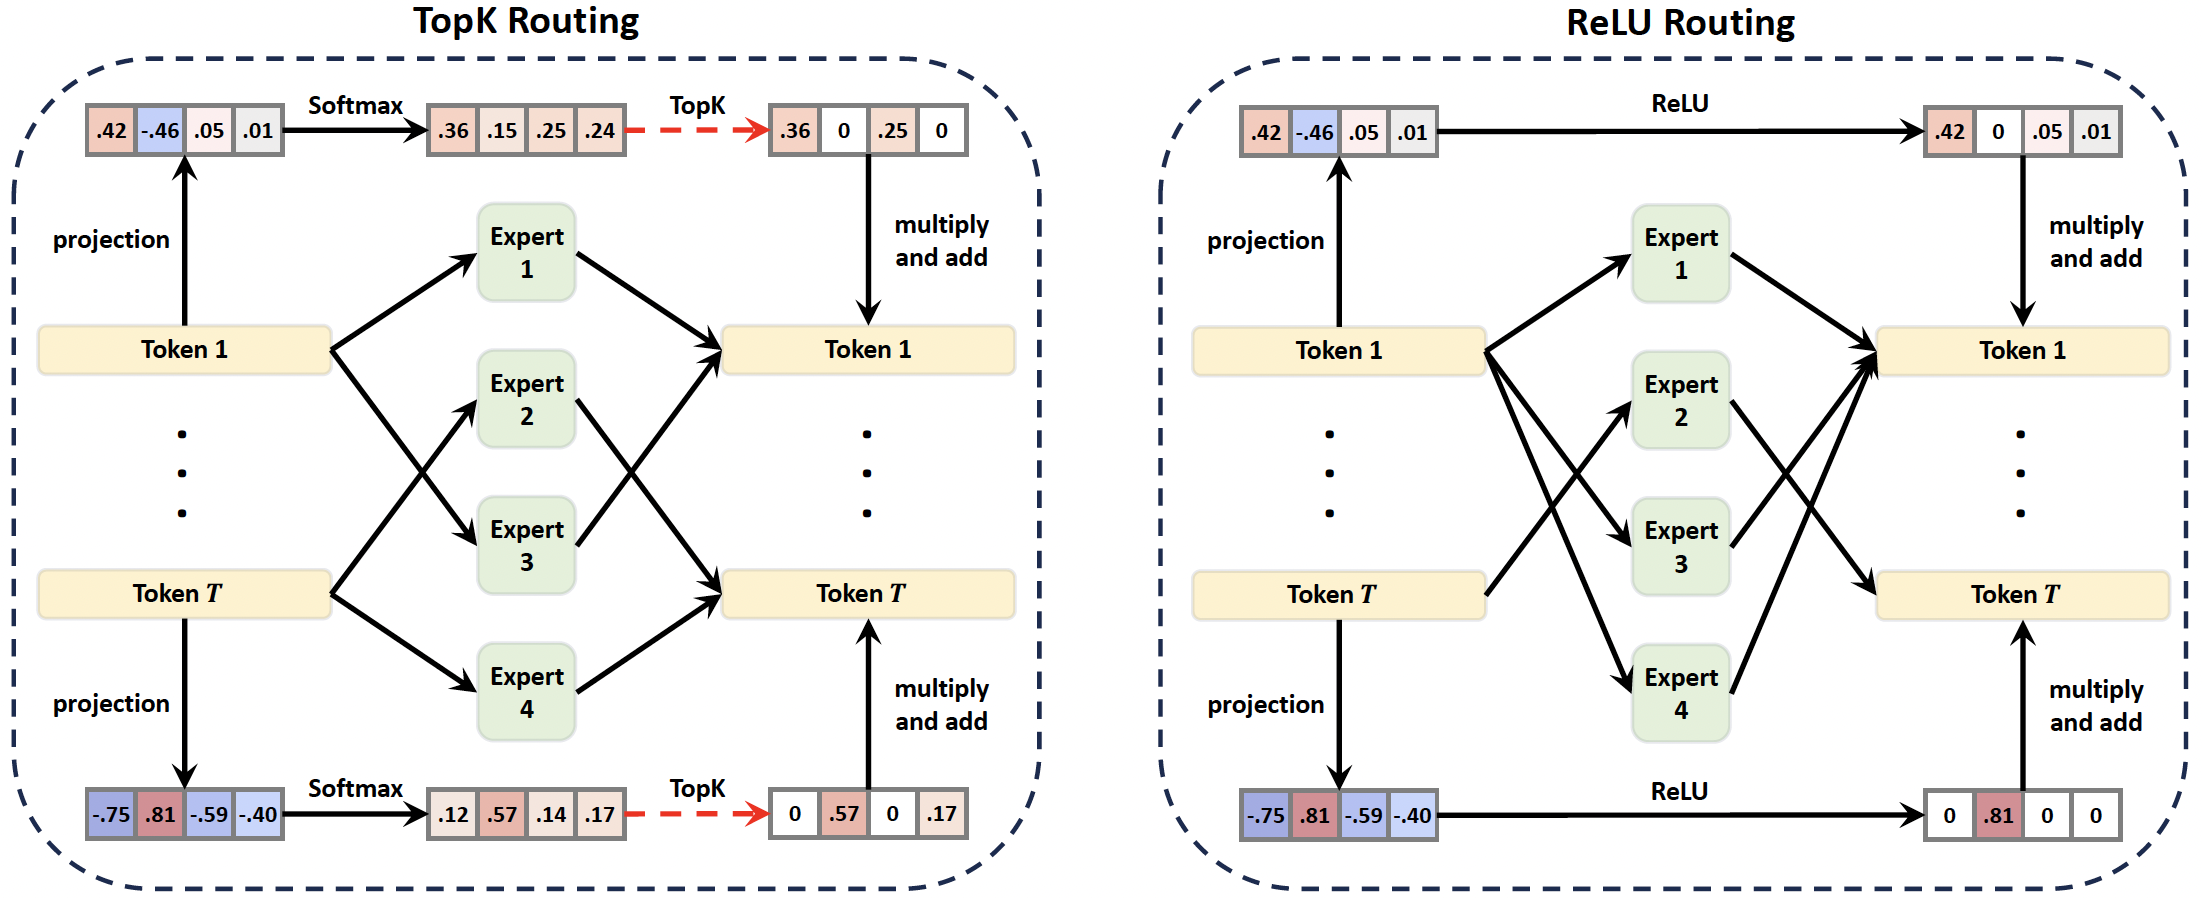 TopK Routing
.42 -.46 .05 .01
Softmax
.36 .15 .25 .24
TopK
.36 0 .25 0
projection
multiply
and add
Expert
1
Token 1
Token 1
Expert
2
Expert
3
Token T
Token T
Expert
4
projection
multiply
and add
-.75 .81 -.59 -.40
Softmax
.12 .57 .14 .17
TopK
0 .57 0 .17
ReLU Routing
.42 -.46 .05 .01
ReLU
.42 0 .05 .01
projection
multiply
and add
Expert
1
Token 1
Token 1
Expert
2
Expert
3
Token T
Token T
Expert
4
projection
multiply
and add
-.75 .81 -.59 -.40
ReLU
0 .81 0 0